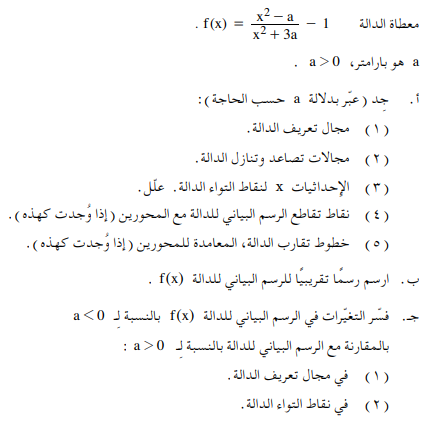 معطاة الدالة f(x) = \frac{x² − a}{x² + 3a} − 1 .
a هو بارامتر، a > 0 .
أ. جِد (عبّر بدلالة a حسب الحاجة):
(١) مجال تعريف الدالة.
(٢) مجالات تصاعد وتنازل الدالة.
(٣) الإحداثيات x لنقاط التواء الدالة. علّل.
(٤) نقاط تقاطع الرسم البياني للدالة مع المحورين (إذا وُجدت كهذه).
(٥) خطوط تقارب الدالة، المعامدة للمحورين (إذا وُجدت كهذه).
ب. ارسم رسمًا تقريبيًا للرسم البياني للدالة f(x) .
جـ. فسّر التغيّرات في الرسم البياني للدالة f(x) بالنسبة لِـ a < 0
بالمقارنة مع الرسم البياني للدالة بالنسبة لِـ a > 0 :
(١) في مجال تعريف الدالة.
(٢) في نقاط التواء الدالة.